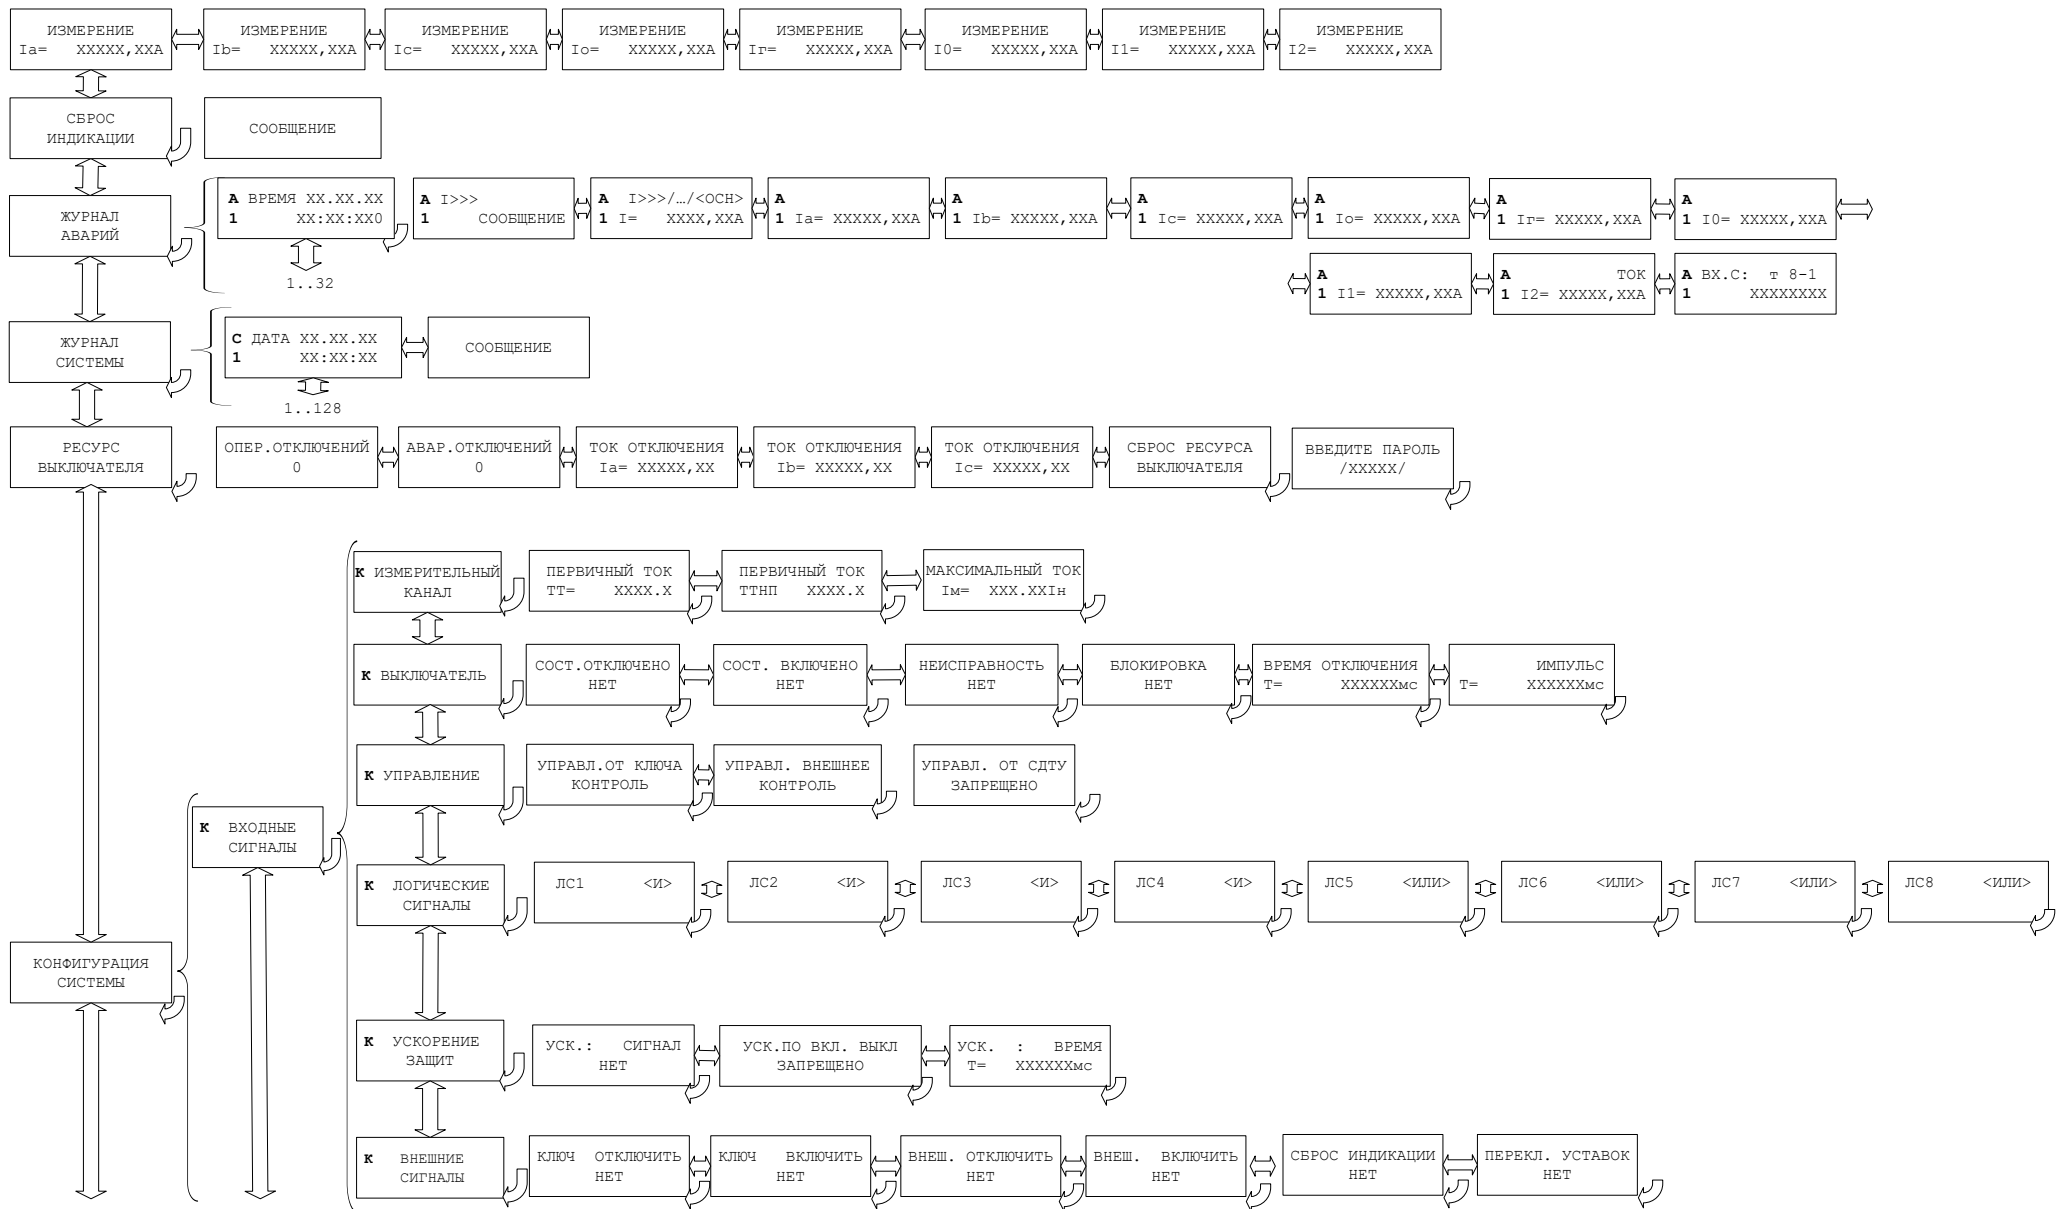 ИЗМЕРЕНИЕ
Ia= XXXXX,XXA
ИЗМЕРЕНИЕ
Ib= XXXXX,XXA
ИЗМЕРЕНИЕ
Ic= XXXXX,XXA
ИЗМЕРЕНИЕ
Io= XXXXX,XXA
ИЗМЕРЕНИЕ
Iг= XXXXX,XXA
ИЗМЕРЕНИЕ
I0= XXXXX,XXA
ИЗМЕРЕНИЕ
I1= XXXXX,XXA
ИЗМЕРЕНИЕ
I2= XXXXX,XXA
СБРОС
ИНДИКАЦИИ
СООБЩЕНИЕ
ЖУРНАЛ
АВАРИЙ
А ВРЕМЯ XX.XX.XX
1 XX:XX:XX0
1..32
А I>>>
1 СООБЩЕНИЕ
А I>>>/…/<ОСН>
1 I= XXXX,XXA
А
1 Ia= XXXXX,XXA
А
1 Ib= XXXXX,XXA
А
1 Ic= XXXXX,XXA
А
1 Io= XXXXX,XXA
А
1 Iг= XXXXX,XXA
А
1 I0= XXXXX,XXA
А
1 I1= XXXXX,XXA
А ТОК
1 I2= XXXXX,XXA
А ВХ.С: т 8-1
1 XXXXXXXX
ЖУРНАЛ
СИСТЕМЫ
С ДАТА XX.XX.XX
1 XX:XX:XX
1..128
СООБЩЕНИЕ
РЕСУРС
ВЫКЛЮЧАТЕЛЯ
ОПЕР.ОТКЛЮЧЕНИЙ
0
АВАР.ОТКЛЮЧЕНИЙ
0
ТОК ОТКЛЮЧЕНИЯ
Ia= XXXXX,XX
ТОК ОТКЛЮЧЕНИЯ
Ib= XXXXX,XX
ТОК ОТКЛЮЧЕНИЯ
Ic= XXXXX,XX
СБРОС РЕСУРСА
ВЫКЛЮЧАТЕЛЯ
ВВЕДИТЕ ПАРОЛЬ
/XXXXX/
КОНФИГУРАЦИЯ
СИСТЕМЫ
К ВХОДНЫЕ
СИГНАЛЫ
К ИЗМЕРИТЕЛЬНЫЙ
КАНАЛ
ПЕРВИЧНЫЙ ТОК
ТТ= XXXX.X
ПЕРВИЧНЫЙ ТОК
ТТНП XXXX.X
МАКСИМАЛЬНЫЙ ТОК
Iм= XXX.XXIн
К ВЫКЛЮЧАТЕЛЬ
СОСТ.ОТКЛЮЧЕНО
НЕТ
СОСТ. ВКЛЮЧЕНО
НЕТ
НЕИСПРАВНОСТЬ
НЕТ
БЛОКИРОВКА
НЕТ
ВРЕМЯ ОТКЛЮЧЕНИЯ
Т= XXXXXXмс
ИМПУЛЬС
Т= XXXXXXмс
К УПРАВЛЕНИЕ
УПРАВЛ.ОТ КЛЮЧА
КОНТРОЛЬ
УПРАВЛ. ВНЕШНЕЕ
КОНТРОЛЬ
УПРАВЛ. ОТ СДТУ
ЗАПРЕЩЕНО
К ЛОГИЧЕСКИЕ
СИГНАЛЫ
ЛС1 <И>
ЛС2 <И>
ЛС3 <И>
ЛС4 <И>
ЛС5 <ИЛИ>
ЛС6 <ИЛИ>
ЛС7 <ИЛИ>
ЛС8 <ИЛИ>
К УСКОРЕНИЕ
ЗАЩИТ
УСК.: СИГНАЛ
НЕТ
УСК.ПО ВКЛ. ВЫКЛ
ЗАПРЕЩЕНО
УСК. : ВРЕМЯ
Т= XXXXXXмс
К ВНЕШНИЕ
СИГНАЛЫ
КЛЮЧ ОТКЛЮЧИТЬ
НЕТ
КЛЮЧ ВКЛЮЧИТЬ
НЕТ
ВНЕШ. ОТКЛЮЧИТЬ
НЕТ
ВНЕШ. ВКЛЮЧИТЬ
НЕТ
СБРОС ИНДИКАЦИИ
НЕТ
ПЕРЕКЛ. УСТАВОК
НЕТ